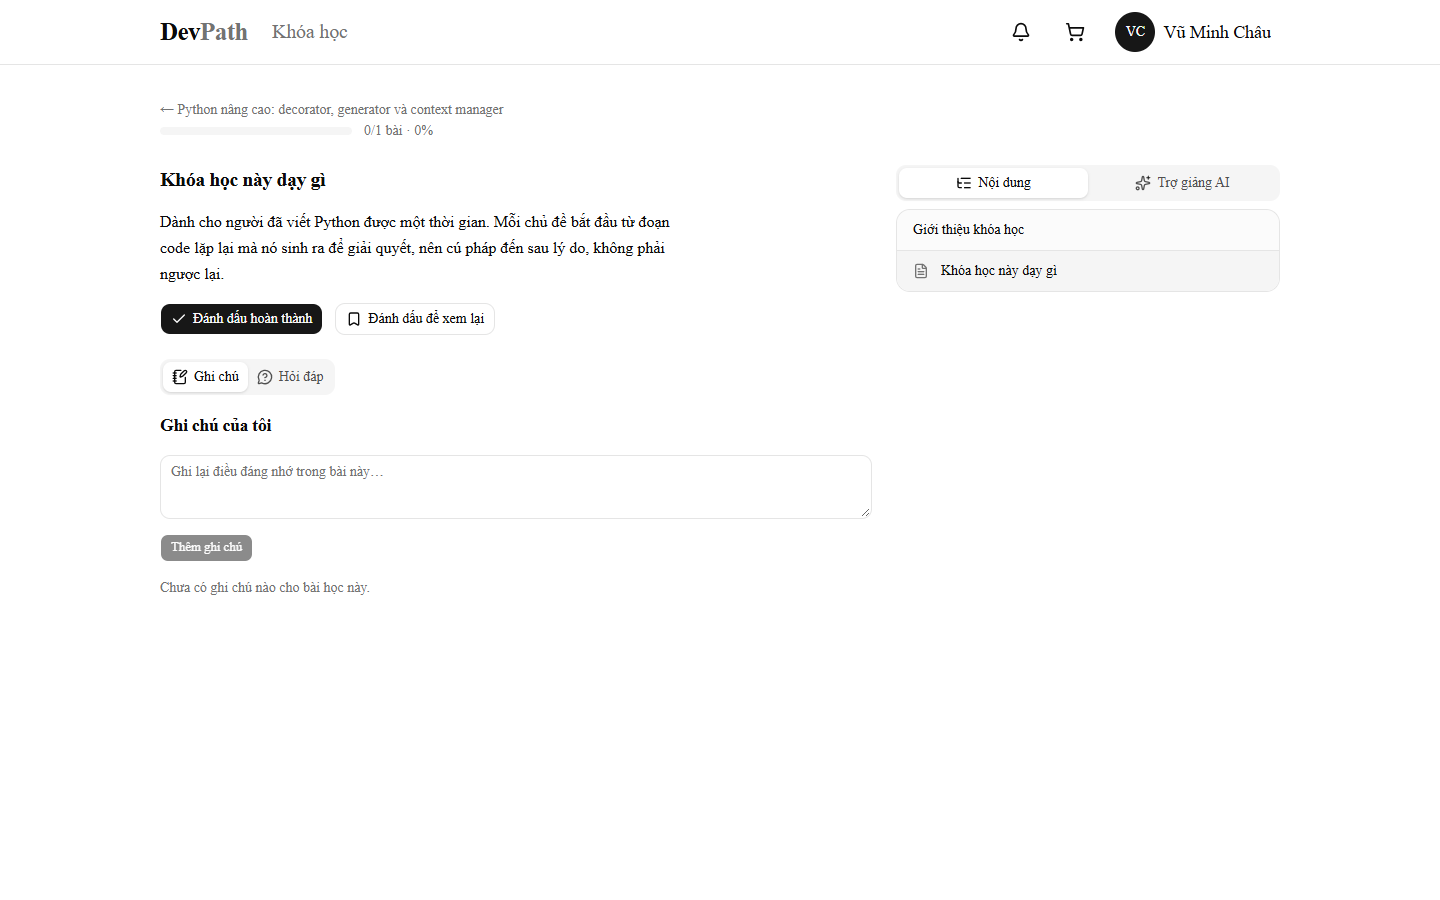 DevPath Khóa học
VC Vũ Minh Châu
← Python nâng cao: decorator, generator và context manager
0/1 bài · 0%
Khóa học này dạy gì
Dành cho người đã viết Python được một thời gian. Mỗi chủ đề bắt đầu từ đoạn
code lặp lại mà nó sinh ra để giải quyết, nên cú pháp đến sau lý do, không phải
ngược lại.
Đánh dấu hoàn thành
Đánh dấu để xem lại
Ghi chú
Hỏi đáp
Ghi chú của tôi
Ghi lại điều đáng nhớ trong bài này…
Thêm ghi chú
Chưa có ghi chú nào cho bài học này.
Nội dung
Trợ giảng AI
Giới thiệu khóa học
Khóa học này dạy gì